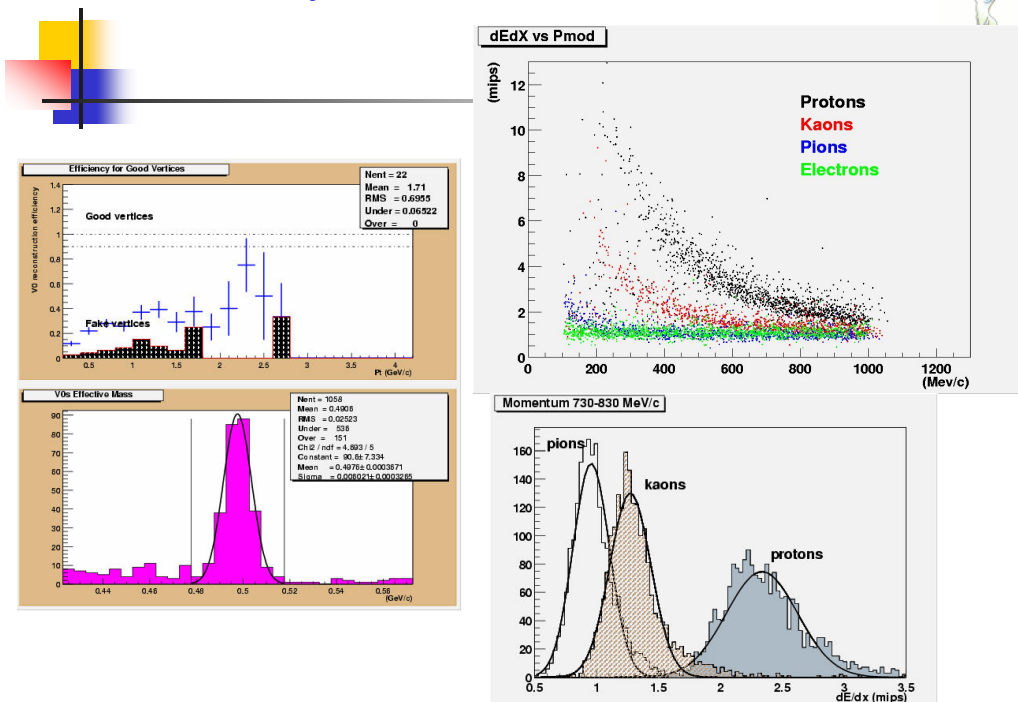 dEdX vs Pmod
(mips)
12
10
8
6
4
2
0
Protons
Kaons
Pions
Electrons
0 200 400 600 800 1000 1200
(Mev/c)
Efficiency for Good Vertices
Nent = 22
Mean = 1.71
RMS = 0.6955
Under = 0.06522
Over = 0
V0 reconstruction efficiency
1.4
1.2
1
0.8
0.6
0.4
0.2
0
Good vertices
Fake vertices
0.5 1 1.5 2 2.5 3 3.5 4
Pt (GeV/c)
V0s Effective Mass
Nent = 1058
Mean = 0.4908
RMS = 0.02523
Under = 538
Over = 151
Chi2 / ndf = 4.693 / 5
Constant = 90.6± 7.334
Mean = 0.4976± 0.0003671
Sigma = 0.006021± 0.0003265
90
80
70
60
50
40
30
20
10
0
0.44 0.46 0.48 0.5 0.52 0.54 0.56
(GeV/c)
Momentum 730-830 MeV/c
160
140
120
100
80
60
40
20
0
pions
kaons
protons
0.5 1 1.5 2 2.5 3 3.5
dE/dx (mips)